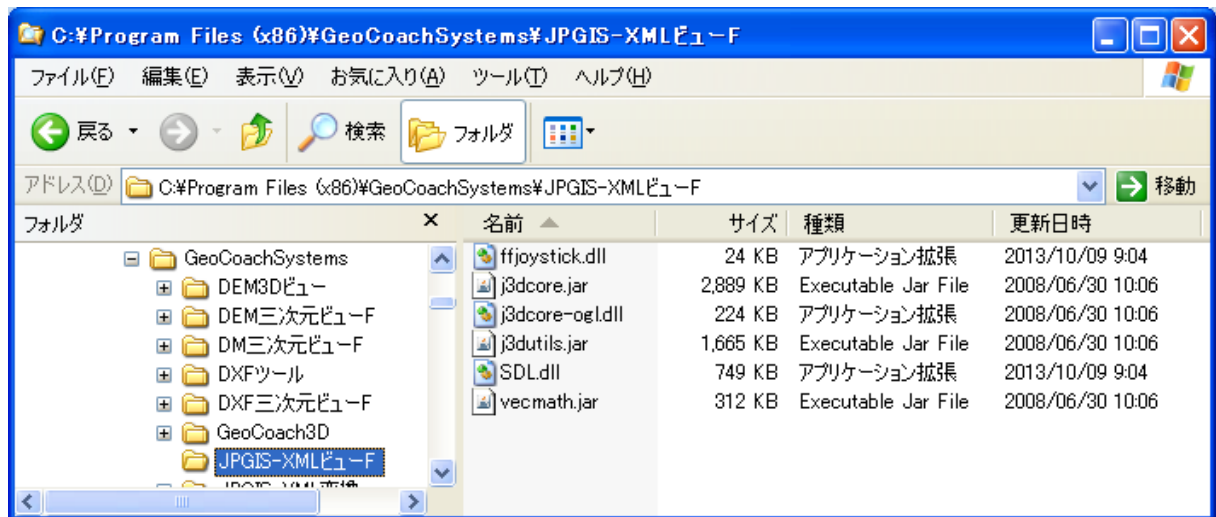 C:¥Program Files (x86)¥GeoCoachSystems¥JPGIS-XMLビューF
ファイル(F) 編集(E) 表示(V) お気に入り(A) ツール(T) ヘルプ(H)
戻る 検索 フォルダ
アドレス(D) C:¥Program Files (x86)¥GeoCoachSystems¥JPGIS-XMLビューF 移動
フォルダ × 名前 サイズ 種類 更新日時
GeoCoachSystems
DEM3Dビュー
DEM三次元ビューF
DM三次元ビューF
DXFツール
DXF三次元ビューF
GeoCoach3D
JPGIS-XMLビューF
JPGIS-XML変換
ffjoystick.dll 24 KB アプリケーション拡張 2013/10/09 9:04
j3dcore.jar 2,889 KB Executable Jar File 2008/06/30 10:06
j3dcore-ogl.dll 224 KB アプリケーション拡張 2008/06/30 10:06
j3dutils.jar 1,665 KB Executable Jar File 2008/06/30 10:06
SDL.dll 749 KB アプリケーション拡張 2013/10/09 9:04
vecmath.jar 312 KB Executable Jar File 2008/06/30 10:06